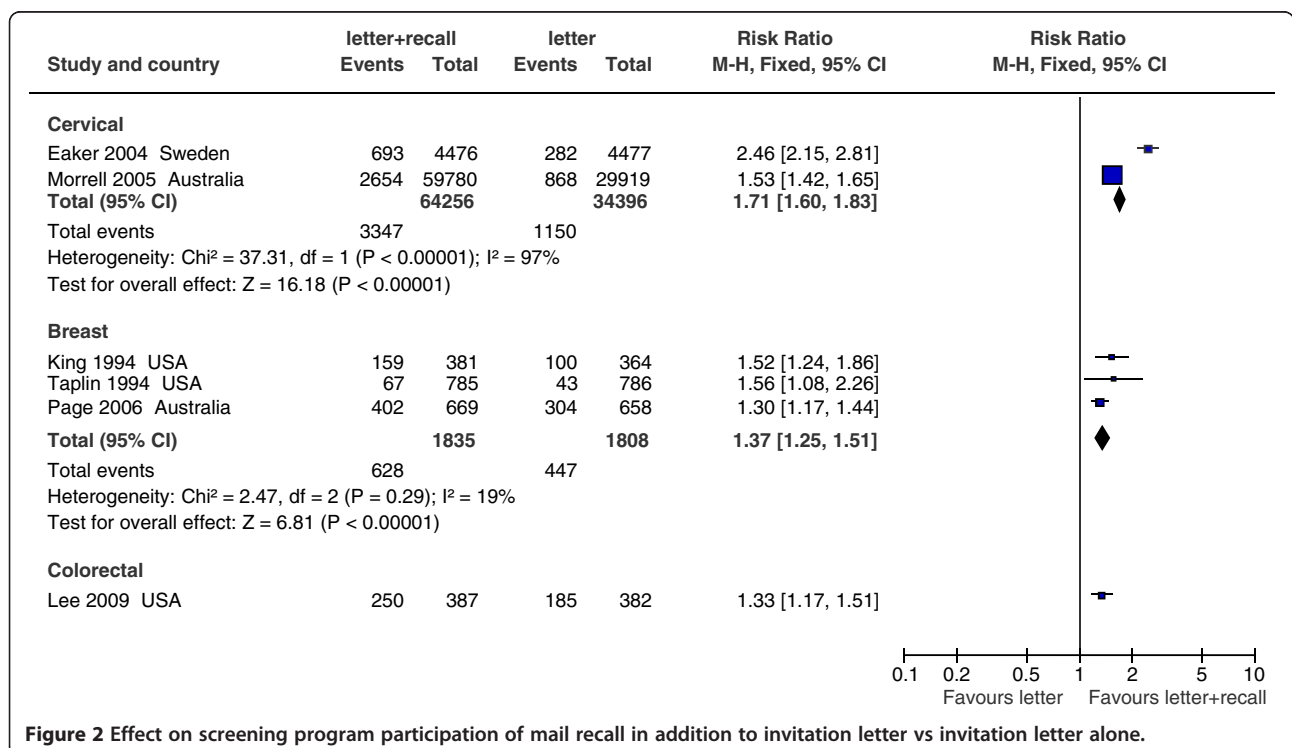 letter+recall letter Risk Ratio Risk Ratio
Study and country Events Total Events Total M-H, Fixed, 95% CI M-H, Fixed, 95% CI
Cervical
Eaker 2004 Sweden 693 4476 282 4477 2.46 [2.15, 2.81]
Morrell 2005 Australia 2654 59780 868 29919 1.53 [1.42, 1.65]
Total (95% CI) 64256 34396 1.71 [1.60, 1.83]
Total events 3347 1150
Heterogeneity: Chi² = 37.31, df = 1 (P < 0.00001); I² = 97%
Test for overall effect: Z = 16.18 (P < 0.00001)
Breast
King 1994 USA 159 381 100 364 1.52 [1.24, 1.86]
Taplin 1994 USA 67 785 43 786 1.56 [1.08, 2.26]
Page 2006 Australia 402 669 304 658 1.30 [1.17, 1.44]
Total (95% CI) 1835 1808 1.37 [1.25, 1.51]
Total events 628 447
Heterogeneity: Chi² = 2.47, df = 2 (P = 0.29); I² = 19%
Test for overall effect: Z = 6.81 (P < 0.00001)
Colorectal
Lee 2009 USA 250 387 185 382 1.33 [1.17, 1.51]
0.1 0.2 0.5 1 2 5 10
Favours letter Favours letter+recall
Figure 2 Effect on screening program participation of mail recall in addition to invitation letter vs invitation letter alone.